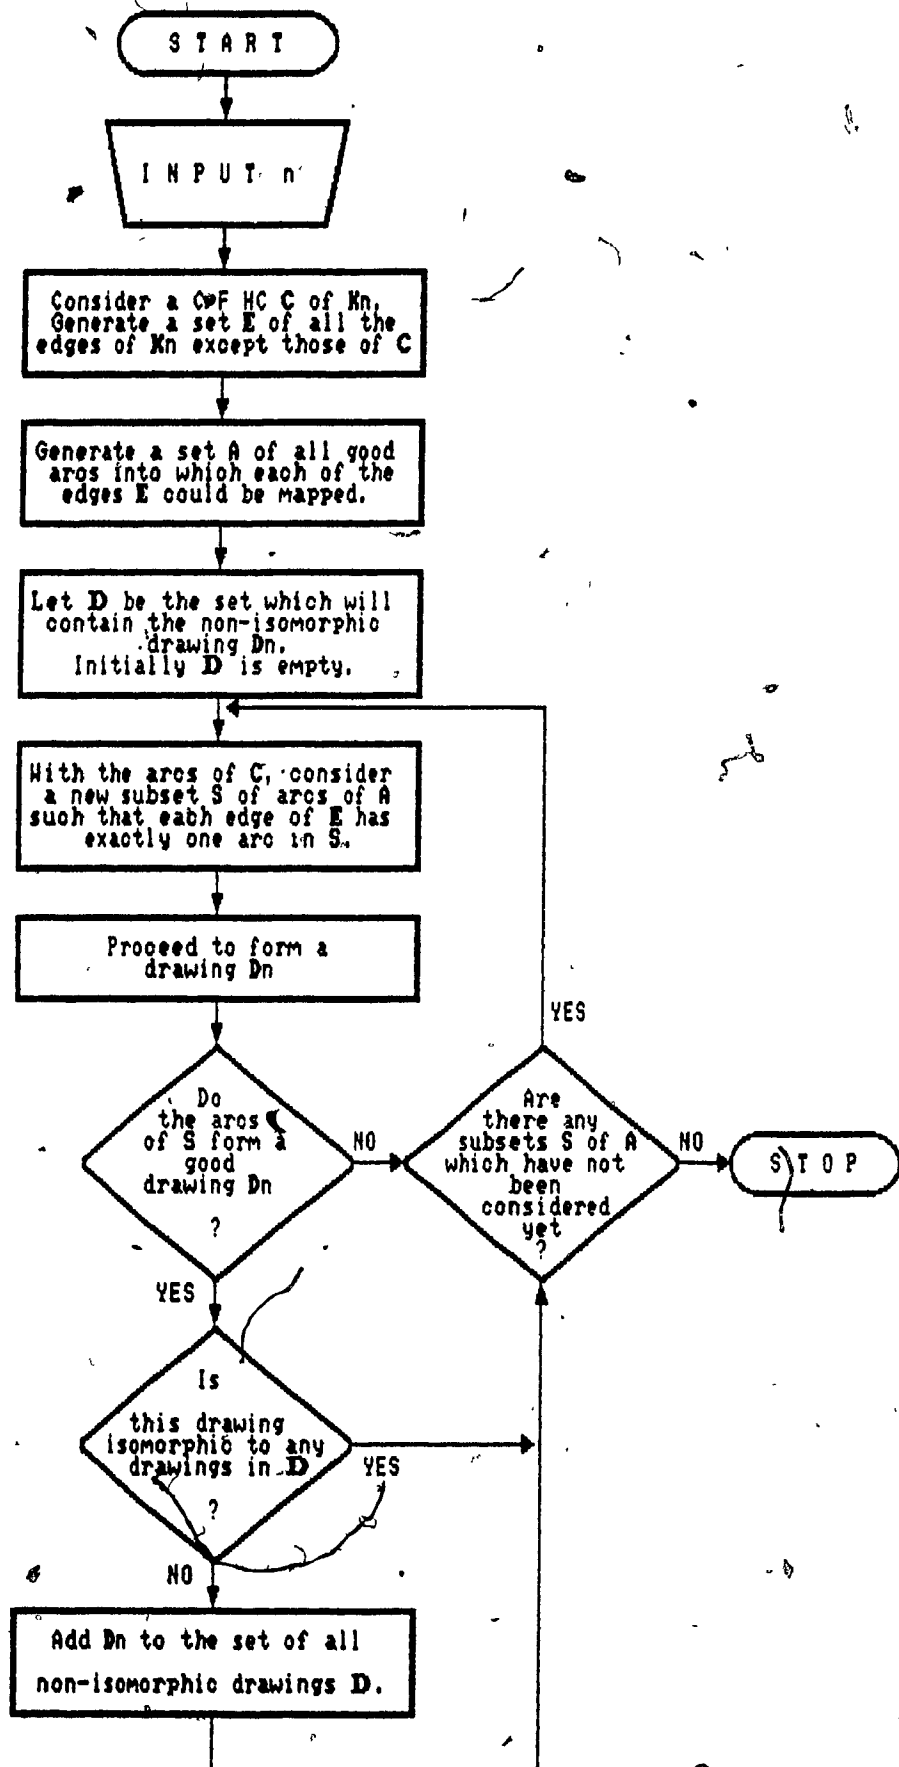 S T A R T
I N P U T n
Consider a C F HC C of Kn.
Generate a set E of all the
edges of Kn except those of C
Generate a set A of all good
arcs into which each of the
edges E could be mapped.
Let D be the set which will
contain the non-isomorphic
drawing Dn.
Initially D is empty.
With the arcs of C, consider
a new subset S of arcs of A
such that each edge of E has
exactly one arc in S.
Proceed to form a
drawing Dn
YES
Do
the arcs
of S form a
good
drawing Dn
?
NO
Are
there any
subsets S of A
which have not
been
considered
yet
?
NO
S T O P
YES
Is
this drawing
isomorphic to any
drawings in D
?
YES
NO
Add Dn to the set of all
non-isomorphic drawings D.